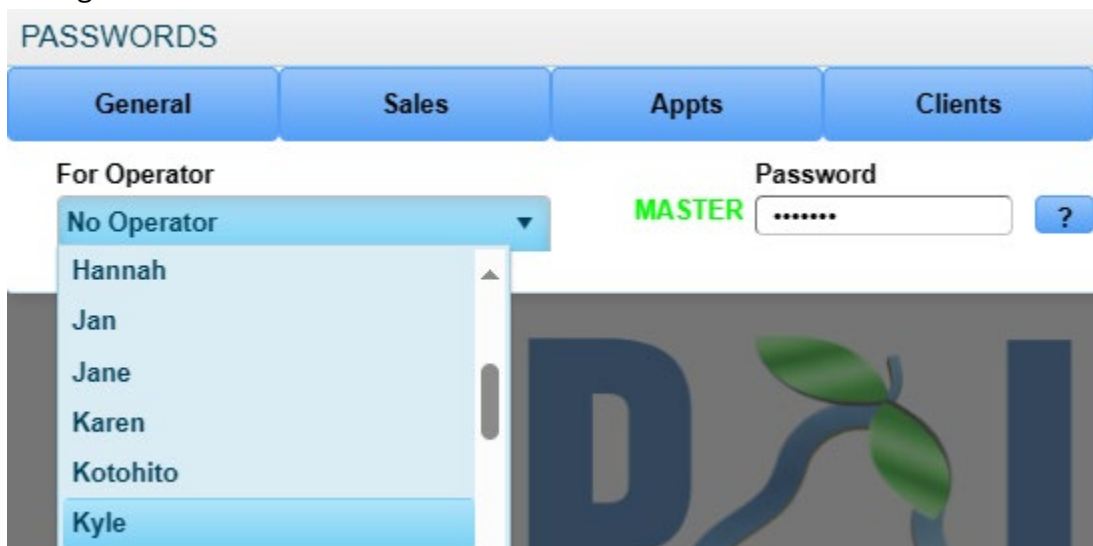 PASSWORDS
General Sales Appts Clients
For Operator Password
No Operator MASTER ••••••• ?
Hannah
Jan
Jane
Karen
Kotohito
Kyle